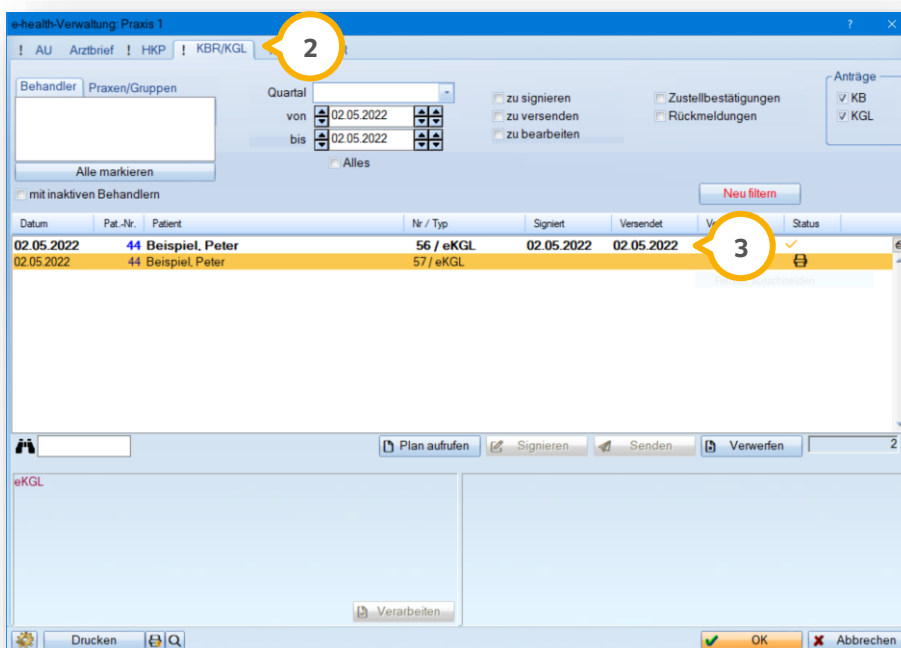 e-health-Verwaltung: Praxis 1 ? ×
! AU Arztbrief ! HKP ! KBR/KGL 2
Behandler Praxen/Gruppen
Alle markieren
mit inaktiven Behandlern
Quartal
von 02.05.2022
bis 02.05.2022
Alles
zu signieren
zu versenden
zu bearbeiten
Zustellbestätigungen
Rückmeldungen
Anträge
KB
KGL
Neu filtern
Datum Pat.-Nr. Patient Nr / Typ Signiert Versendet Status
02.05.2022 44 Beispiel, Peter 56 / eKGL 02.05.2022 02.05.2022 3
02.05.2022 44 Beispiel, Peter 57 / eKGL
Plan aufrufen Signieren Senden Verwerfen 2
eKGL
Verarbeiten
Drucken OK Abbrechen